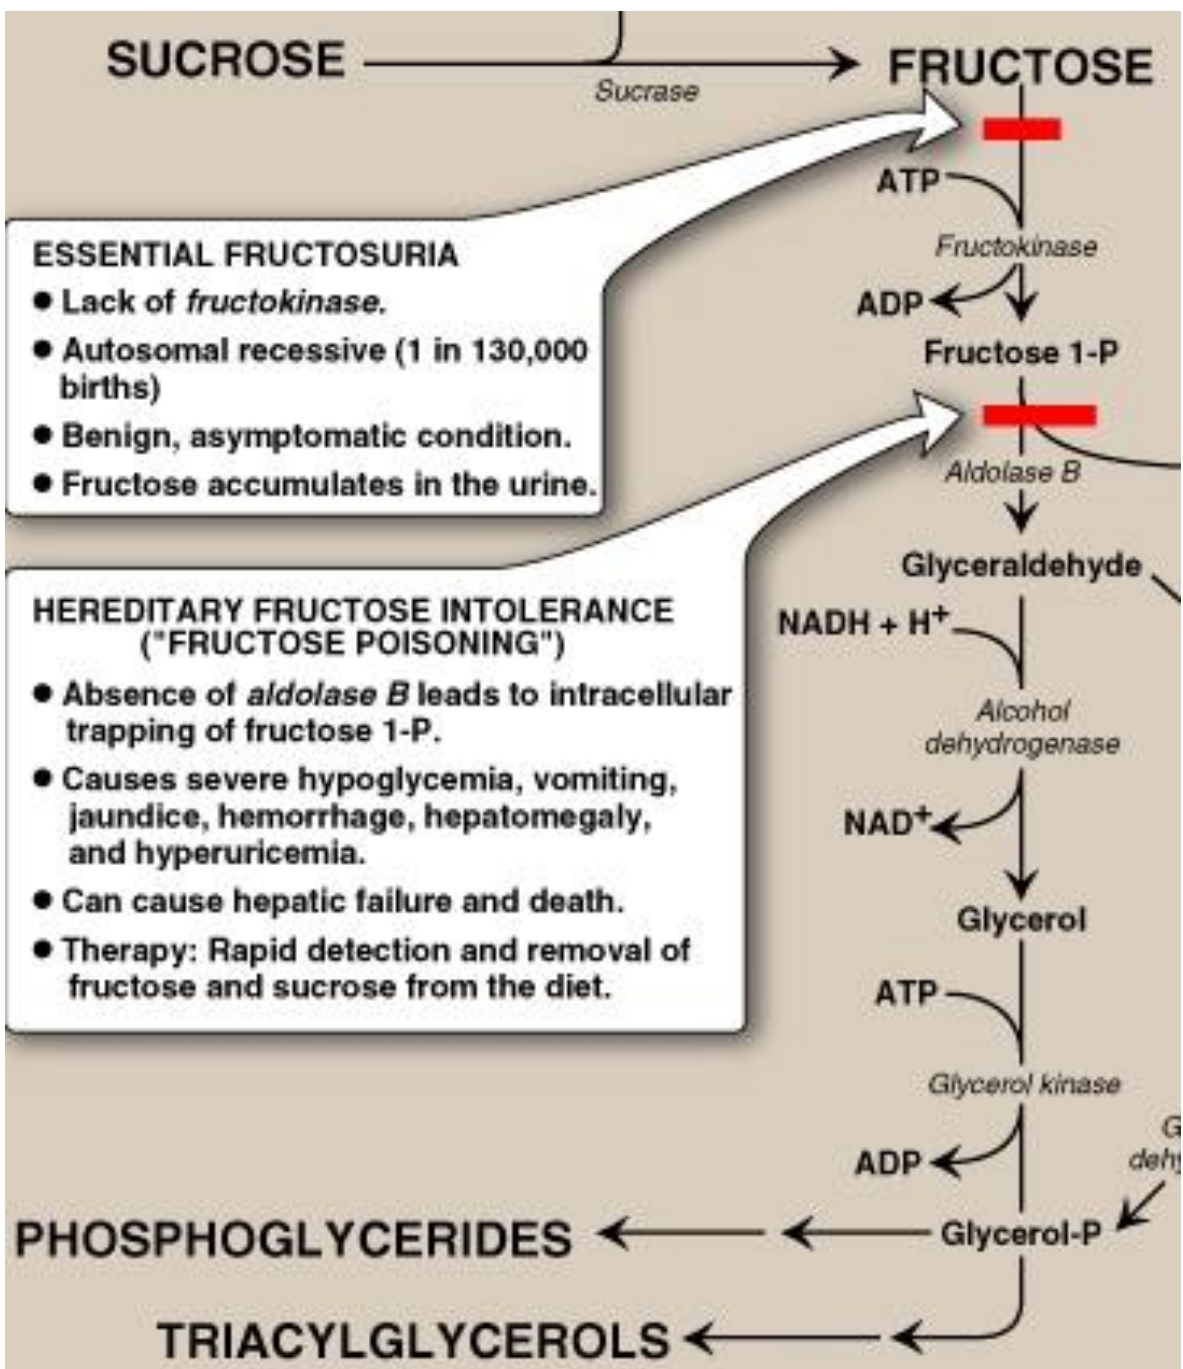 SUCROSE
Sucrase
FRUCTOSE
ATP
Fructokinase
ADP
Fructose 1-P
ESSENTIAL FRUCTOSURIA
● Lack of fructokinase.
● Autosomal recessive (1 in 130,000
births)
● Benign, asymptomatic condition.
● Fructose accumulates in the urine.
Aldolase B
Glyceraldehyde
HEREDITARY FRUCTOSE INTOLERANCE
("FRUCTOSE POISONING")
● Absence of aldolase B leads to intracellular
trapping of fructose 1-P.
● Causes severe hypoglycemia, vomiting,
jaundice, hemorrhage, hepatomegaly,
and hyperuricemia.
● Can cause hepatic failure and death.
● Therapy: Rapid detection and removal of
fructose and sucrose from the diet.
NADH + H⁺
Alcohol
dehydrogenase
NAD⁺
Glycerol
ATP
Glycerol kinase
ADP
G
dehy
Glycerol-P
PHOSPHOGLYCERIDES
TRIACYLGLYCEROLS